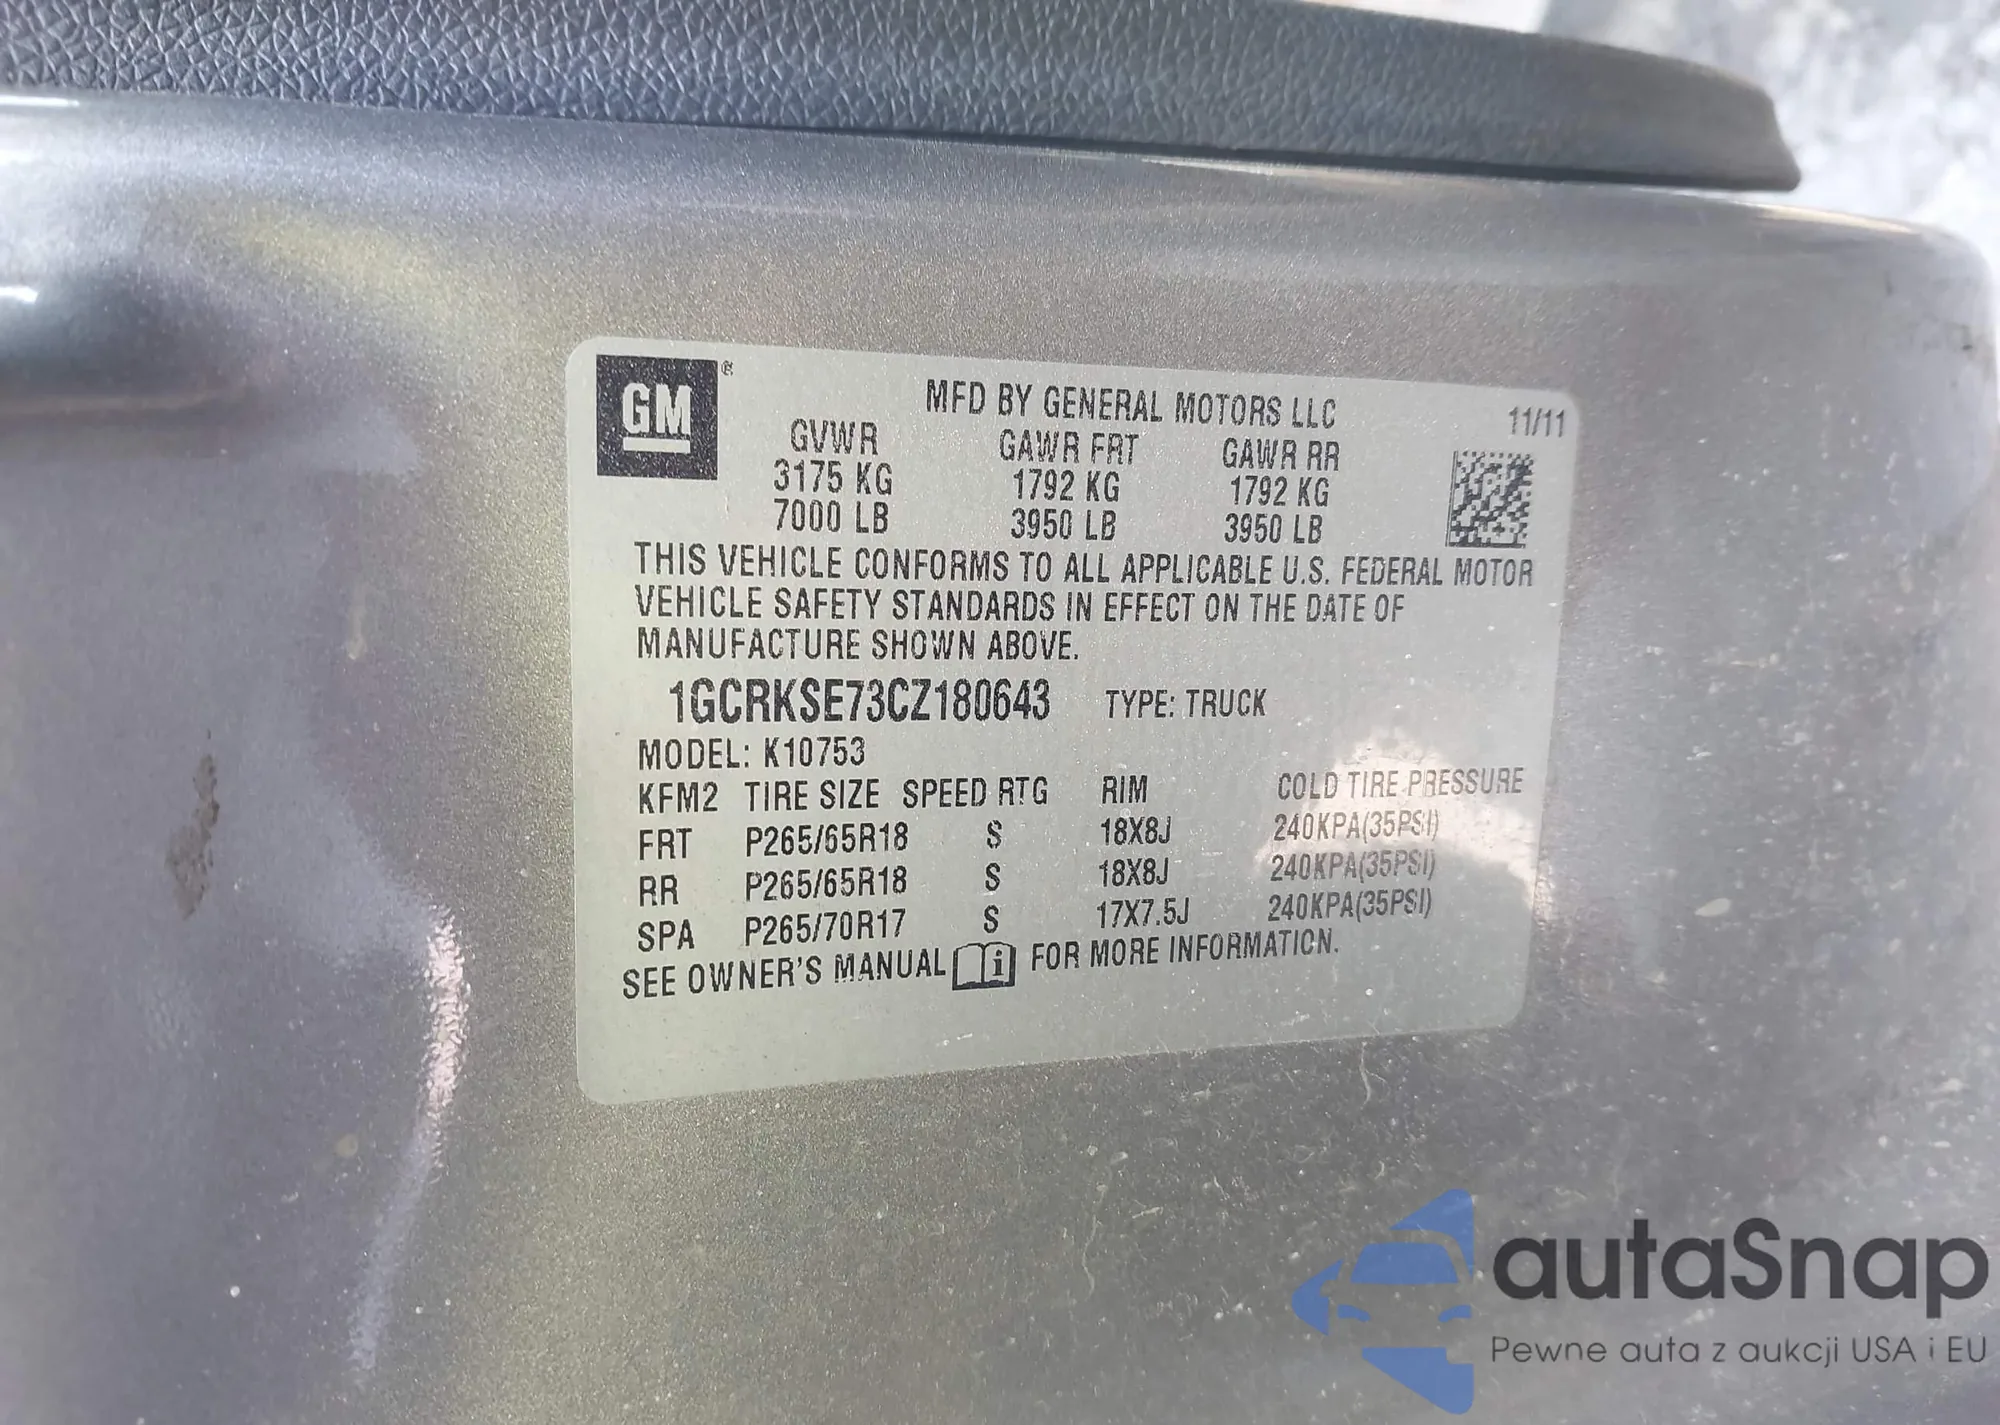 GM®
MFD BY GENERAL MOTORS LLC 11/11
GVWR GAWR FRT GAWR RR
3175 KG 1792 KG 1792 KG
7000 LB 3950 LB 3950 LB
THIS VEHICLE CONFORMS TO ALL APPLICABLE U.S. FEDERAL MOTOR
VEHICLE SAFETY STANDARDS IN EFFECT ON THE DATE OF
MANUFACTURE SHOWN ABOVE.
1GCRKSE73CZ180643 TYPE: TRUCK
MODEL: K10753
KFM2 TIRE SIZE SPEED RTG RIM COLD TIRE PRESSURE
FRT P265/65R18 S 18X8J 240KPA(35PSI)
RR P265/65R18 S 18X8J 240KPA(35PSI)
SPA P265/70R17 S 17X7.5J 240KPA(35PSI)
SEE OWNER'S MANUAL i FOR MORE INFORMATION.
autaSnap
Pewne auta z aukcji USA i EU